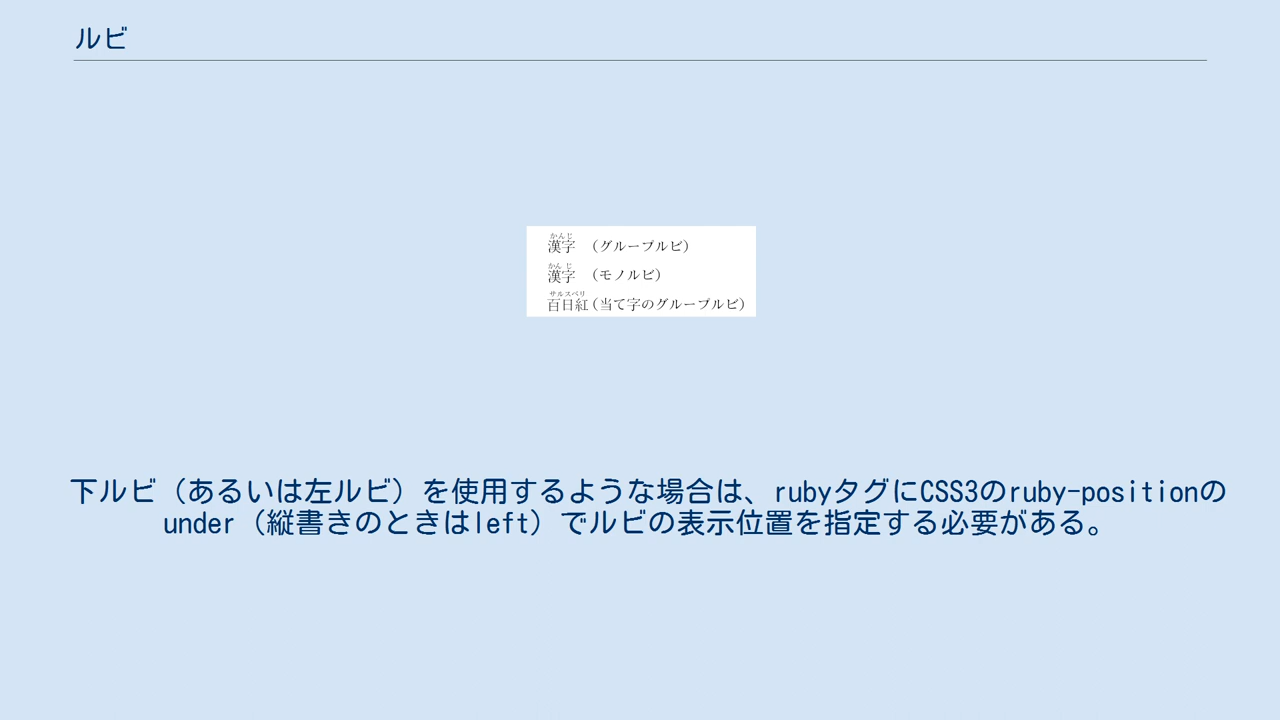 ルビ
かんじ
漢字 （グループルビ）
かん じ
漢字 （モノルビ）
サルスベリ
百日紅（当て字のグループルビ）
下ルビ（あるいは左ルビ）を使用するような場合は、rubyタグにCSS3のruby-positionの
under（縦書きのときはleft）でルビの表示位置を指定する必要がある。